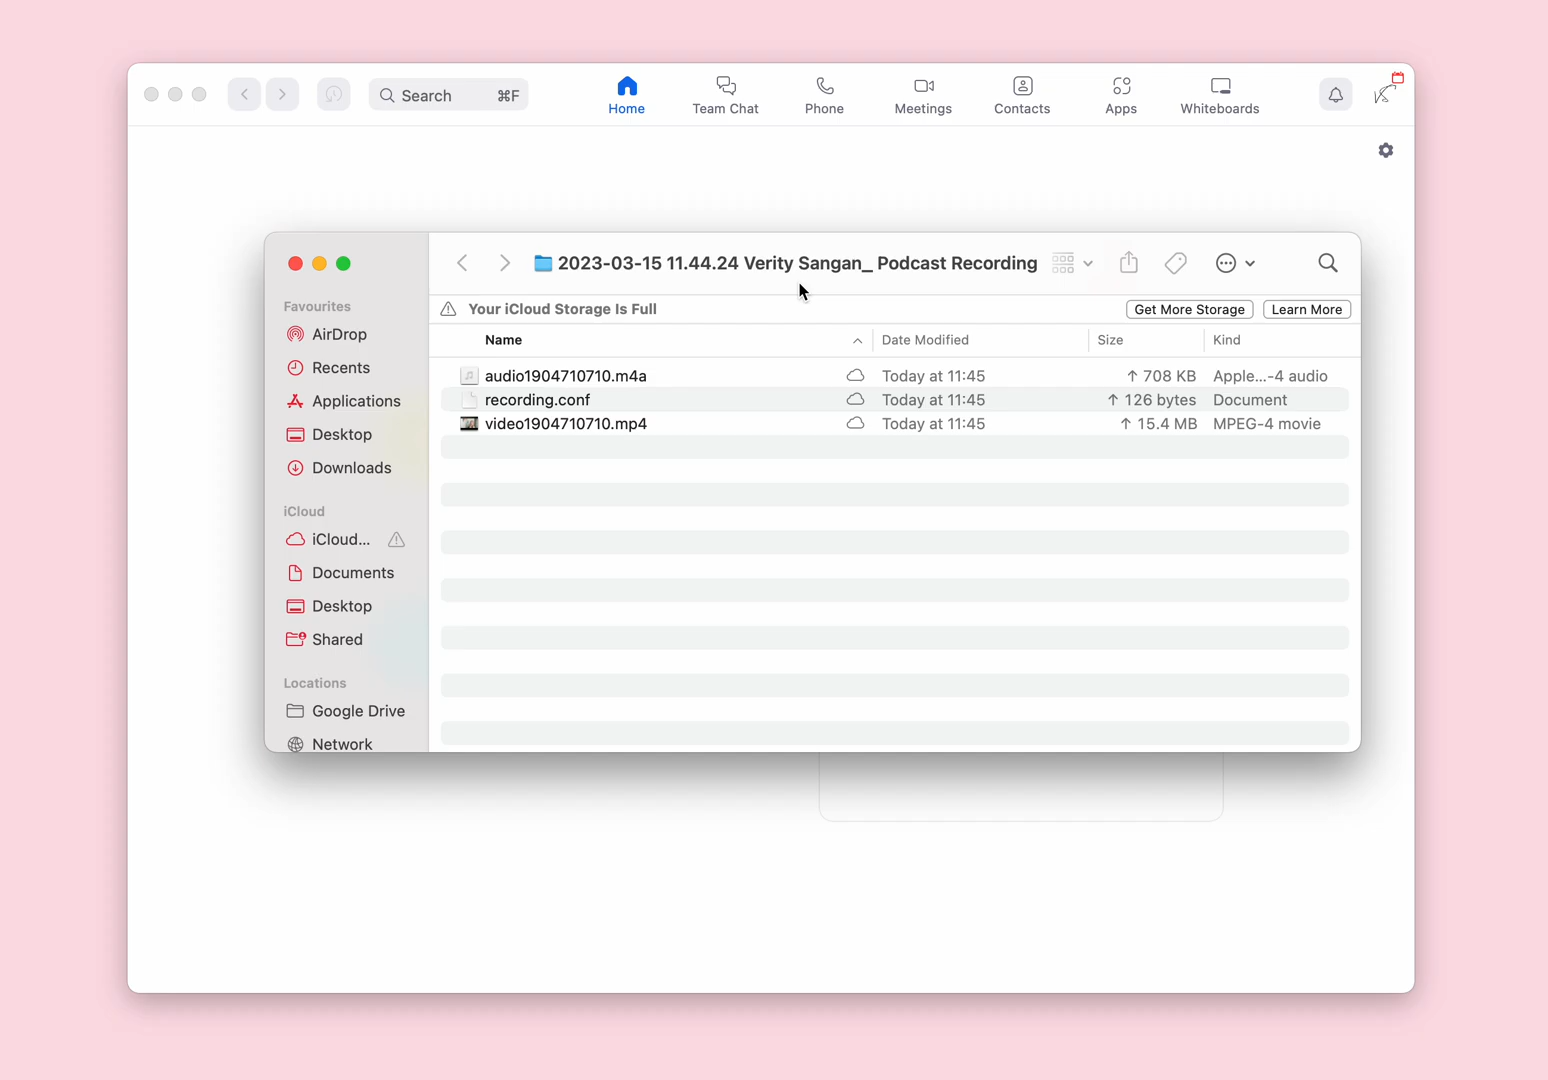 Search ⌘F
Home
Team Chat
Phone
Meetings
Contacts
Apps
Whiteboards
2023-03-15 11.44.24 Verity Sangan_ Podcast Recording
Favourites
AirDrop
Recents
Applications
Desktop
Downloads
iCloud
iCloud...
Documents
Desktop
Shared
Locations
Google Drive
Network
Your iCloud Storage Is Full Get More Storage Learn More
Name Date Modified Size Kind
audio1904710710.m4a Today at 11:45 ↑ 708 KB Apple...-4 audio
recording.conf Today at 11:45 ↑ 126 bytes Document
video1904710710.mp4 Today at 11:45 ↑ 15.4 MB MPEG-4 movie